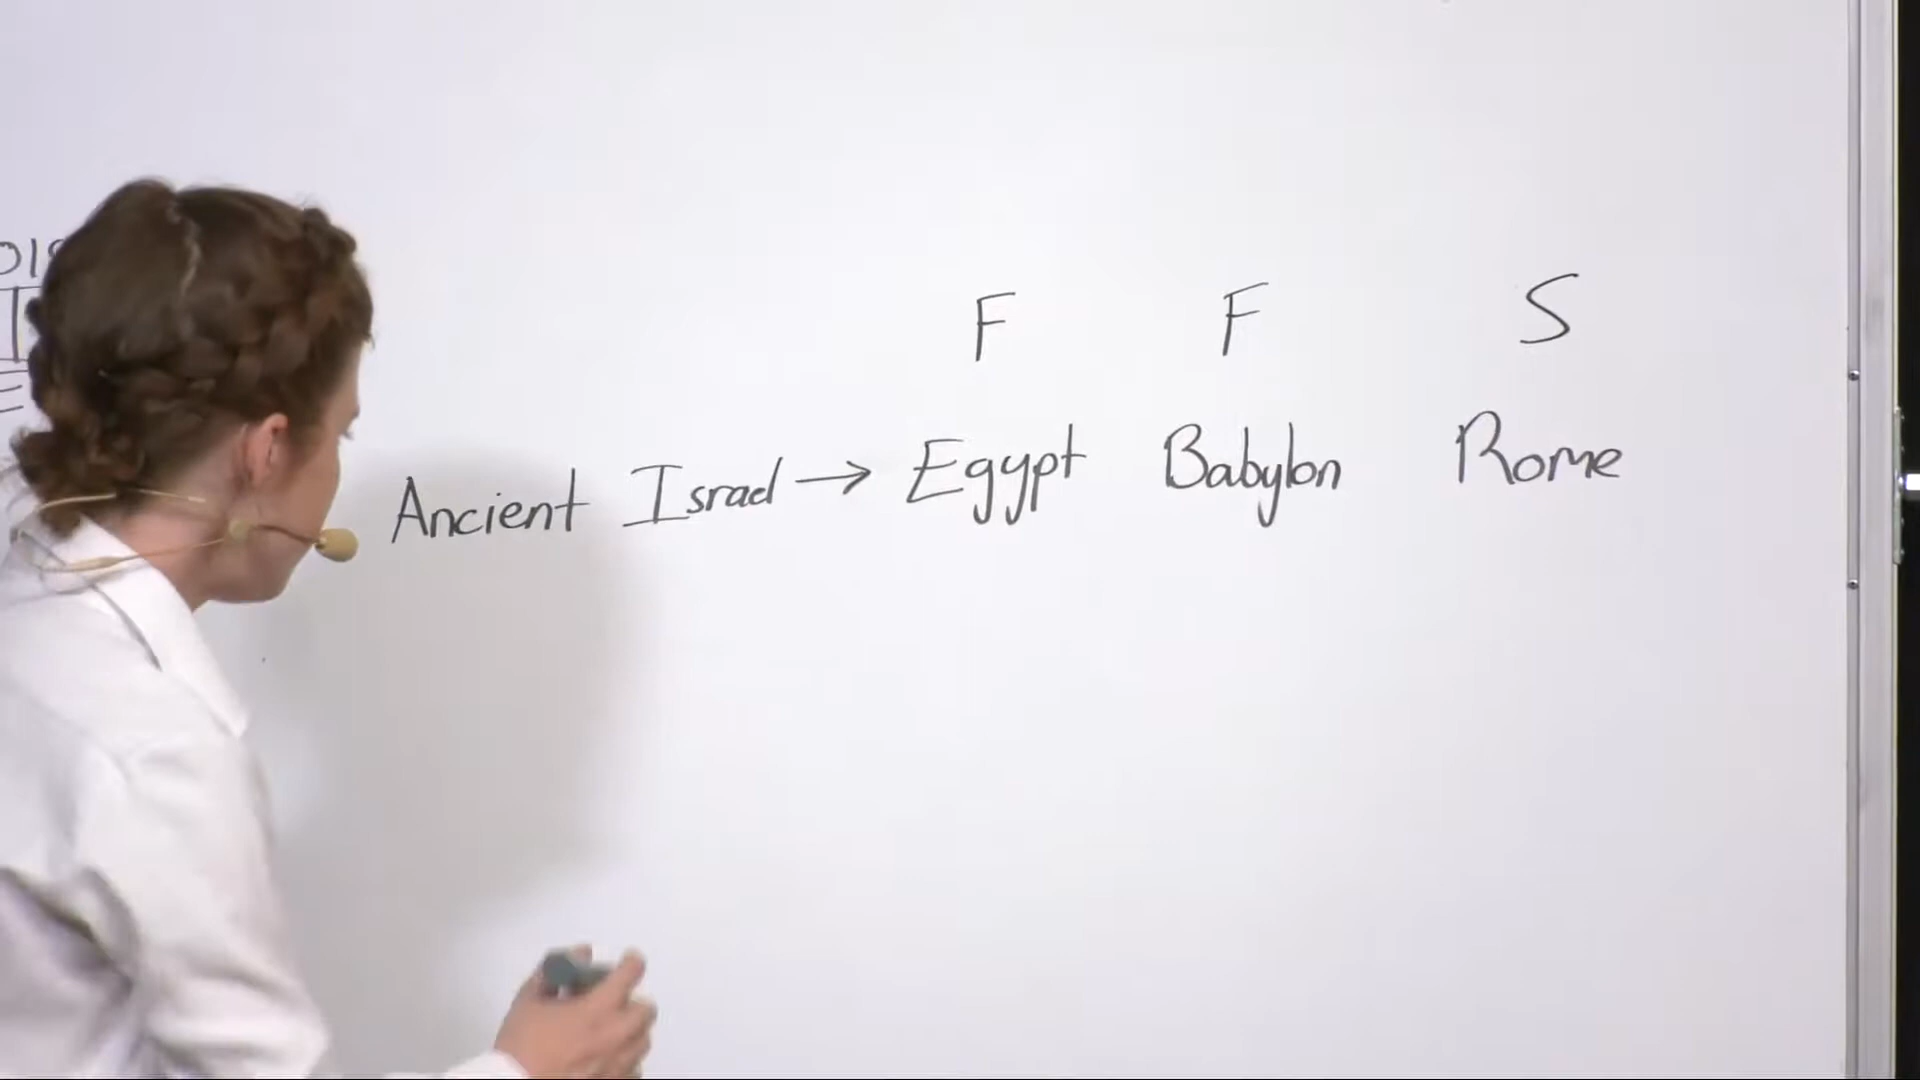 F F S
Ancient Israel → Egypt Babylon Rome